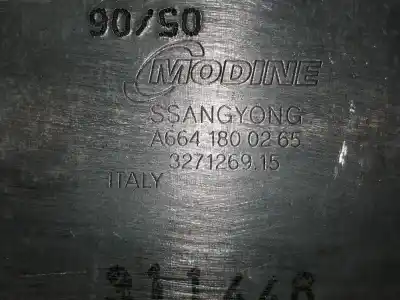 05/06
MODINE
SSANGYONG
A664 180 02 65
3271269.15
ITALY